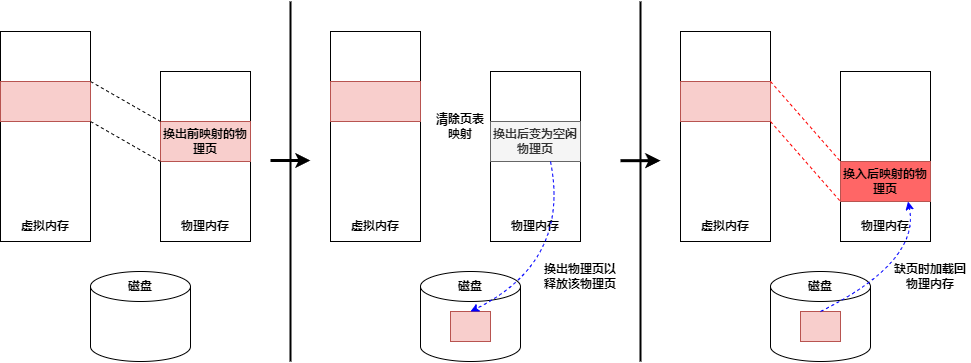 换出前映射的物
理页
虚拟内存
物理内存
磁盘
清除页表
映射
换出后变为空闲
物理页
虚拟内存
物理内存
换出物理页以
释放该物理页
磁盘
换入后映射的物
理页
虚拟内存
物理内存
缺页时加载回
物理内存
磁盘